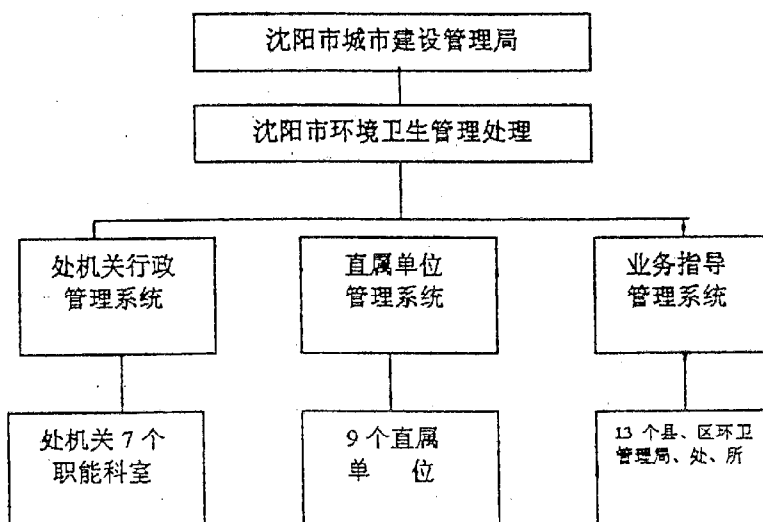 沈阳市城市建设管理局
沈阳市环境卫生管理处理
处机关行政
管理系统
直属单位
管理系统
业务指导
管理系统
处机关 7 个
职能科室
9 个直属
单 位
13 个县、区环卫
管理局、处、所